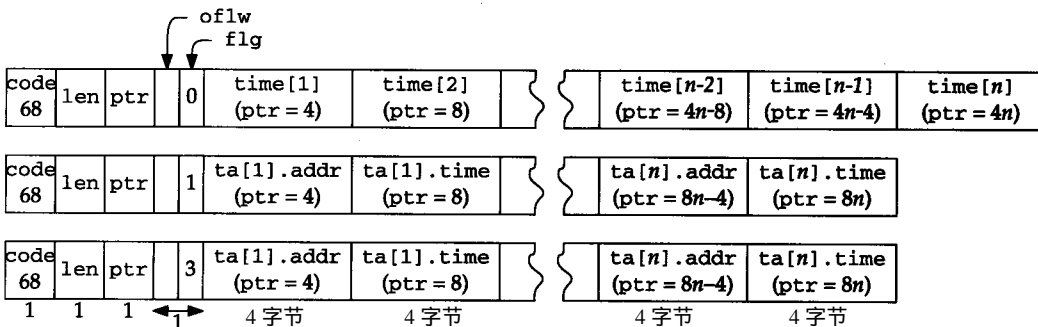 oflw
flg
code 68 len ptr 0 time[1] (ptr = 4) time[2] (ptr = 8) time[n-2] (ptr = 4n-8) time[n-1] (ptr = 4n-4) time[n] (ptr = 4n)
code 68 len ptr 1 ta[1].addr (ptr = 4) ta[1].time (ptr = 8) ta[n].addr (ptr = 8n–4) ta[n].time (ptr = 8n)
code 68 len ptr 3 ta[1].addr (ptr = 4) ta[1].time (ptr = 8) ta[n].addr (ptr = 8n–4) ta[n].time (ptr = 8n)
1 1 1 1 4 字节 4 字节 4 字节 4 字节